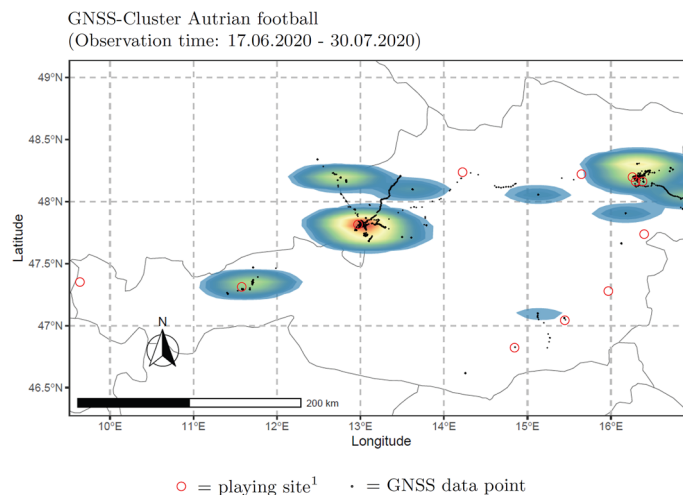 GNSS-Cluster Autrian football
(Observation time: 17.06.2020 - 30.07.2020)
49°N
48.5°N
48°N
47.5°N
47°N
46.5°N
Latitude
N
200 km
10°E 11°E 12°E 13°E 14°E 15°E 16°E
Longitude
= playing site¹ = GNSS data point